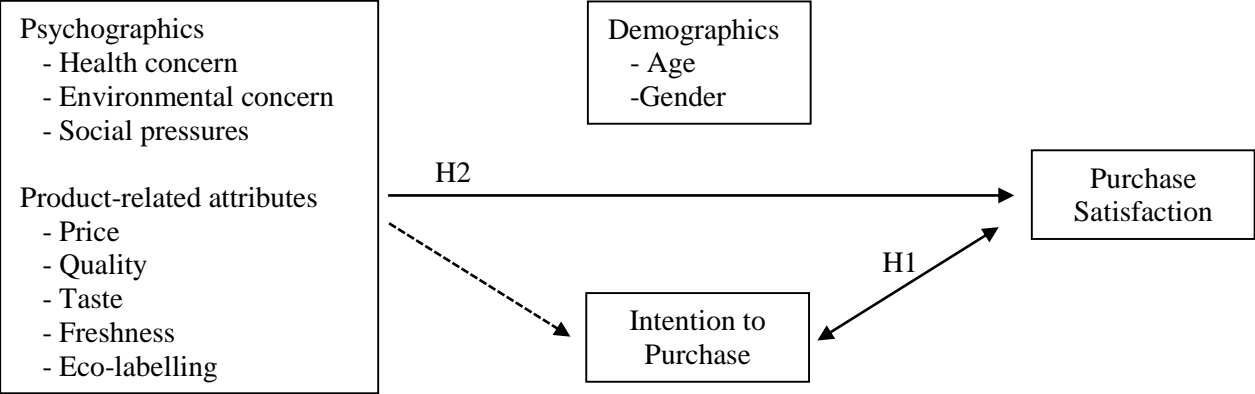 Psychographics
- Health concern
- Environmental concern
- Social pressures
Product-related attributes
- Price
- Quality
- Taste
- Freshness
- Eco-labelling
Demographics
- Age
-Gender
H2
Purchase
Satisfaction
H1
Intention to
Purchase